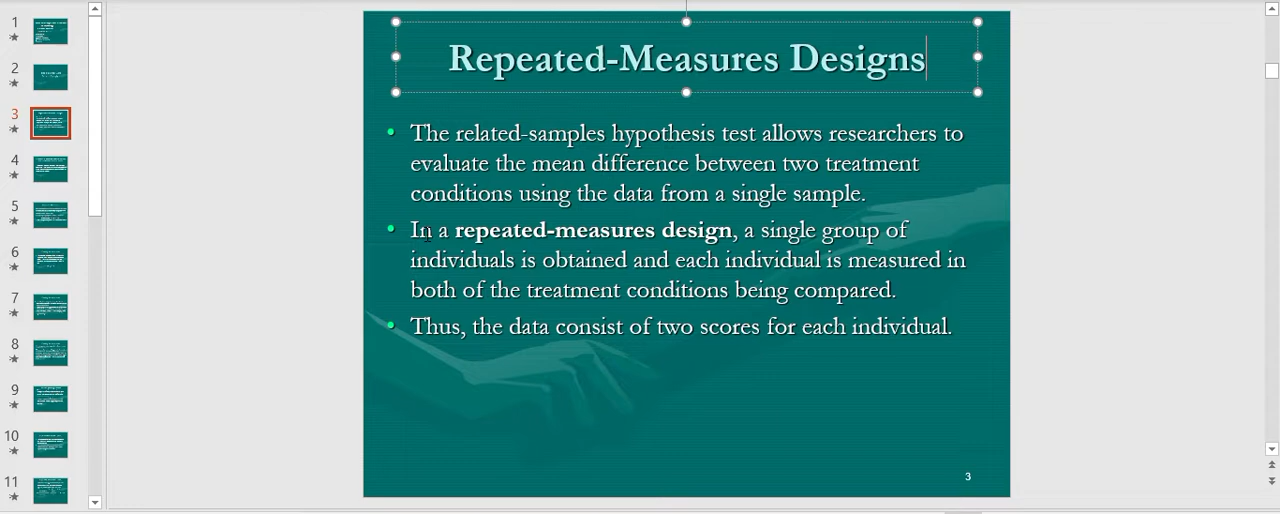 1
2
3
4
5
6
7
8
9
10
11
Repeated-Measures Designs
• The related-samples hypothesis test allows researchers to
evaluate the mean difference between two treatment
conditions using the data from a single sample.
• In a repeated-measures design, a single group of
individuals is obtained and each individual is measured in
both of the treatment conditions being compared.
• Thus, the data consist of two scores for each individual.
3